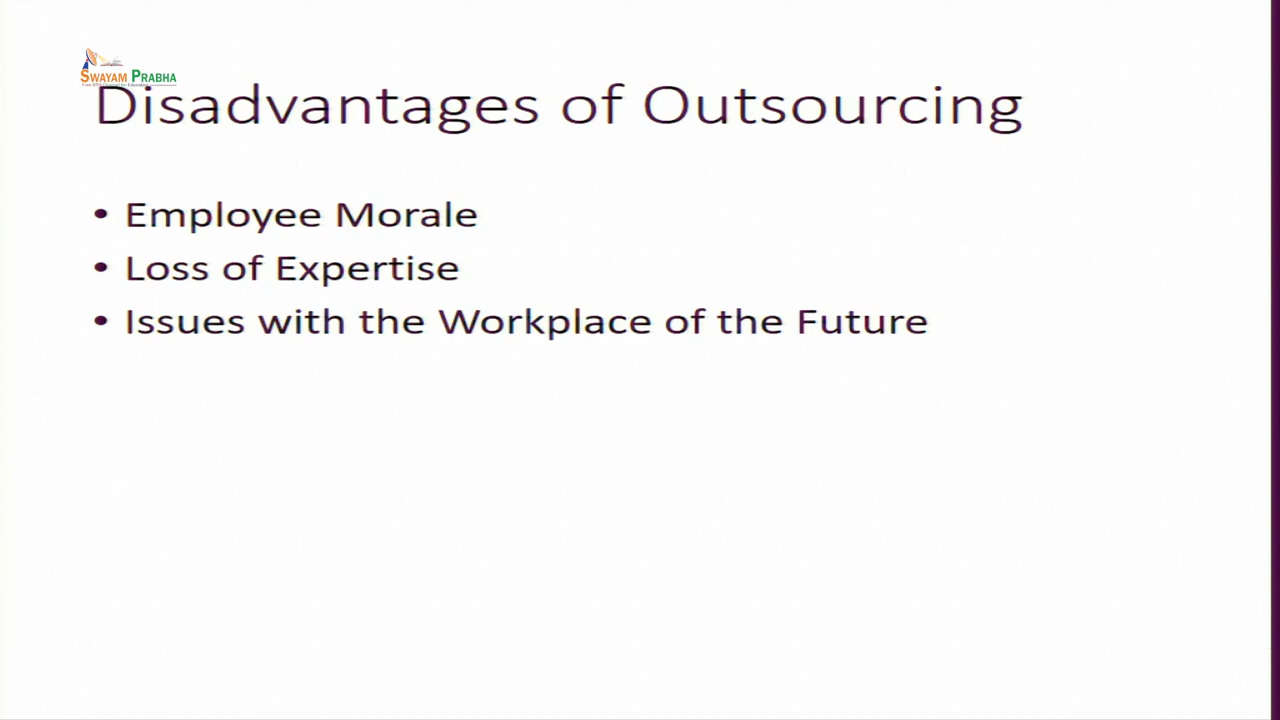 SWAYAM PRABHA
Disadvantages of Outsourcing
• Employee Morale
• Loss of Expertise
• Issues with the Workplace of the Future